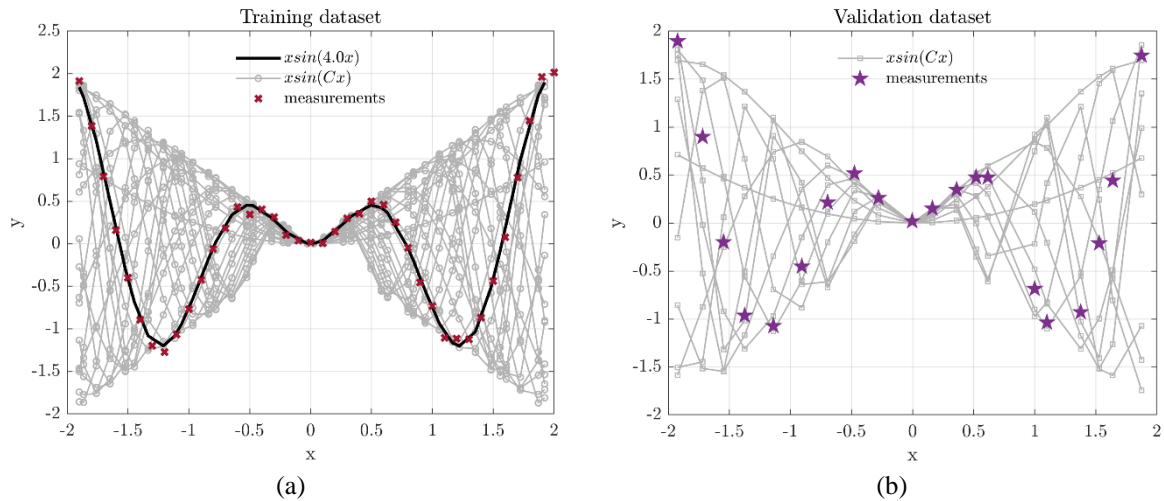 Training dataset
xsin(4.0x)
xsin(Cx)
measurements
2.5
2
1.5
1
0.5
0
-0.5
-1
-1.5
-2
y
-2 -1.5 -1 -0.5 0 0.5 1 1.5 2
x
(a)
Validation dataset
xsin(Cx)
measurements
2
1.5
1
0.5
0
-0.5
-1
-1.5
-2
y
-2 -1.5 -1 -0.5 0 0.5 1 1.5 2
x
(b)